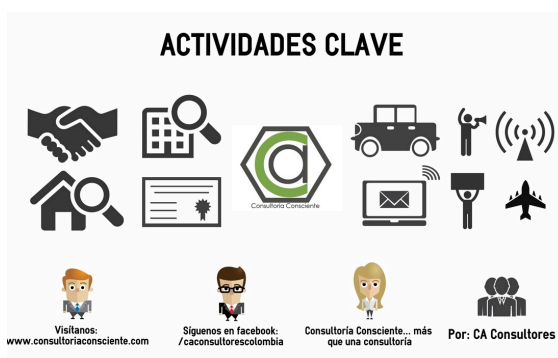 ACTIVIDADES CLAVE
Consultoría Consciente
Visítanos:
www.consultoriaconsciente.com
Síguenos en facebook:
/caconsultorescolombia
Consultoría Consciente... más
que una consultoría
Por: CA Consultores